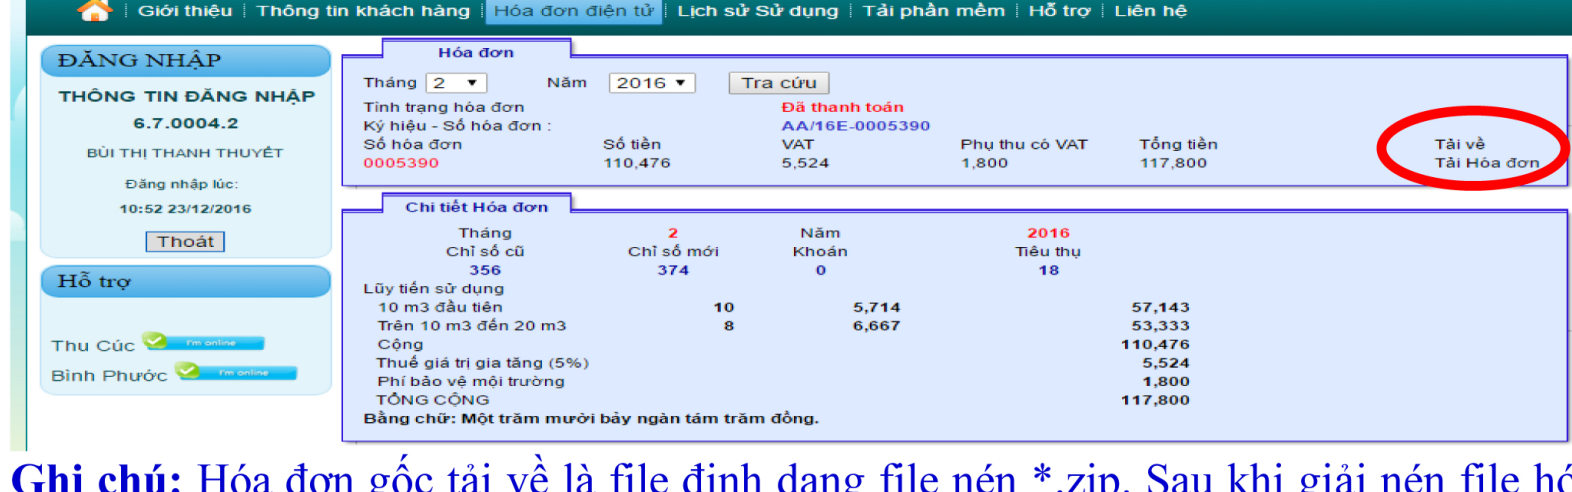 Giới thiệu | Thông tin khách hàng | Hóa đơn điện tử | Lịch sử Sử dụng | Tải phần mềm | Hỗ trợ | Liên hệ
ĐĂNG NHẬP
THÔNG TIN ĐĂNG NHẬP
6.7.0004.2
BÙI THỊ THANH THUYẾT
Đăng nhập lúc:
10:52 23/12/2016
Thoát
Hỗ trợ
Thu Cúc I'm online
Bình Phước I'm online
Hóa đơn
Tháng 2 Năm 2016 Tra cứu
Tình trạng hóa đơn Đã thanh toán
Ký hiệu - Số hóa đơn : AA/16E-0005390
Số hóa đơn Số tiền VAT Phụ thu có VAT Tổng tiền Tải về
0005390 110,476 5,524 1,800 117,800 Tải Hóa đơn
Chi tiết Hóa đơn
Tháng 2 Năm 2016
Chỉ số cũ Chỉ số mới Khoán Tiêu thụ
356 374 0 18
Lũy tiến sử dụng
10 m3 đầu tiên 10 5,714 57,143
Trên 10 m3 đến 20 m3 8 6,667 53,333
Cộng 110,476
Thuế giá trị gia tăng (5%) 5,524
Phí bảo vệ mội trường 1,800
TỔNG CỘNG 117,800
Bằng chữ: Một trăm mười bảy ngàn tám trăm đồng.
Ghi chú: Hóa đơn gốc tải về là file định dạng file nén *.zip. Sau khi giải nén file hó